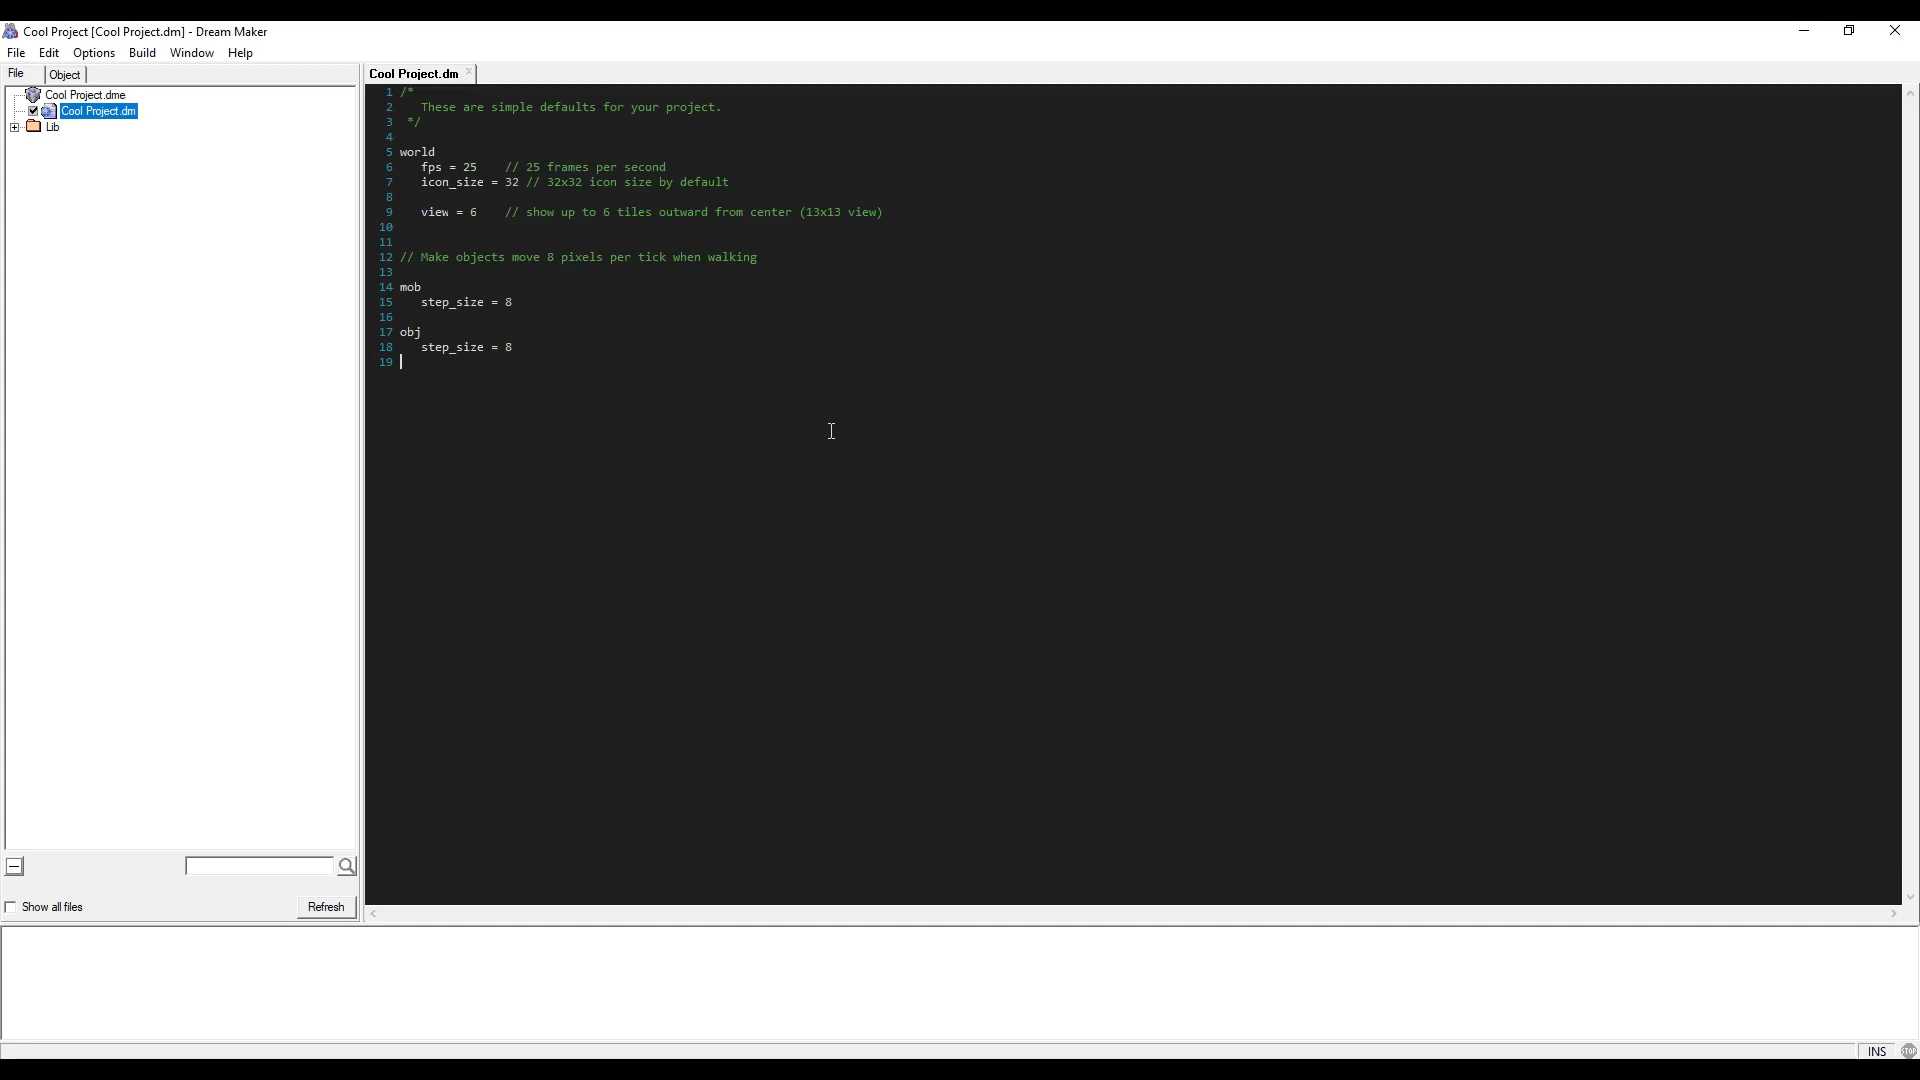 Cool Project [Cool Project.dm] - Dream Maker
File Edit Options Build Window Help
File Object
Cool Project.dme
Cool Project.dm
Lib
Show all files
Refresh
Cool Project.dm
1 /*
2 These are simple defaults for your project.
3 */
4
5 world
6 fps = 25 // 25 frames per second
7 icon_size = 32 // 32x32 icon size by default
8
9 view = 6 // show up to 6 tiles outward from center (13x13 view)
10
11
12 // Make objects move 8 pixels per tick when walking
13
14 mob
15 step_size = 8
16
17 obj
18 step_size = 8
19
INS
STOP